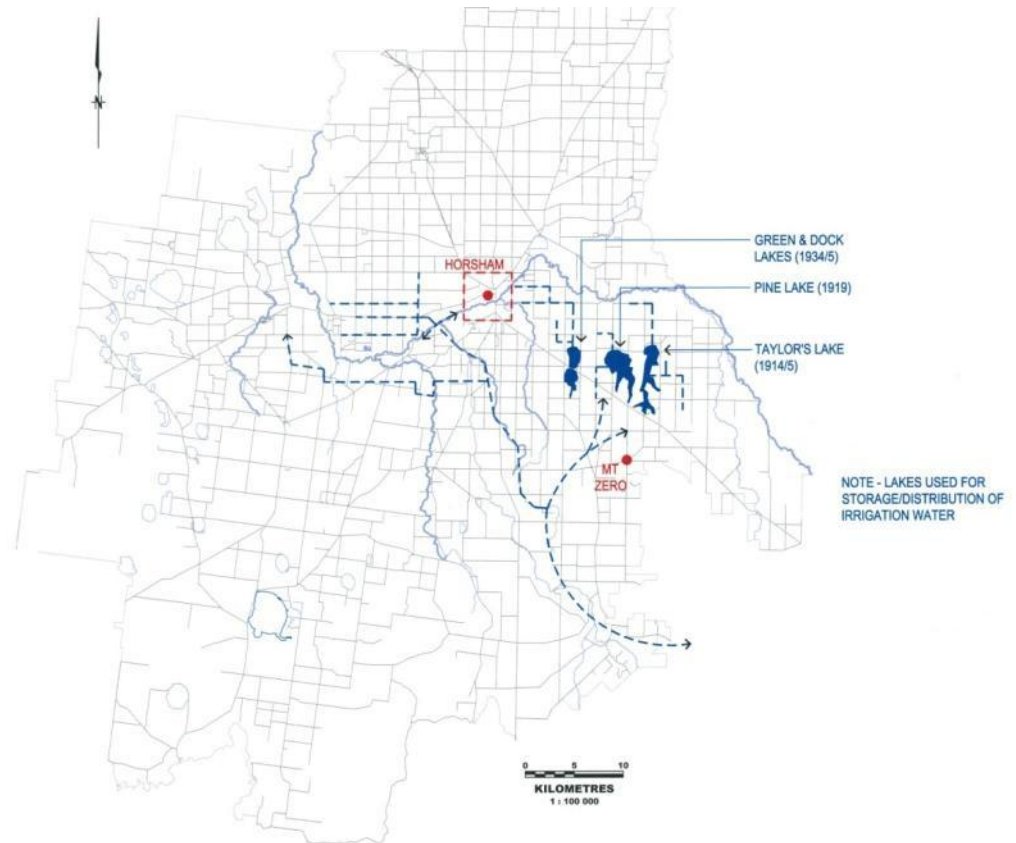 N
HORSHAM
GREEN & DOCK
LAKES (1934/5)
PINE LAKE (1919)
TAYLOR'S LAKE
(1914/5)
MT
ZERO
NOTE - LAKES USED FOR
STORAGE/DISTRIBUTION OF
IRRIGATION WATER
0 5 10
KILOMETRES
1 : 100 000